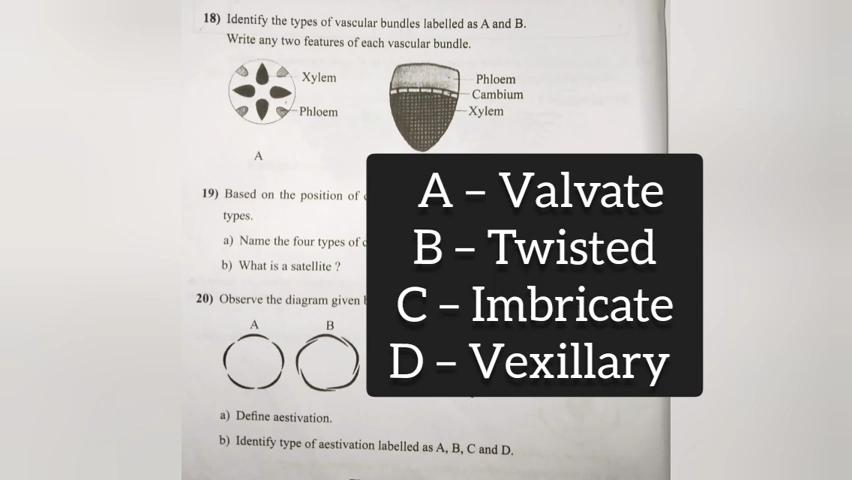 18) Identify the types of vascular bundles labelled as A and B.
Write any two features of each vascular bundle.
Xylem
Phloem
A
Phloem
Cambium
Xylem
19) Based on the position of
types.
a) Name the four types of
b) What is a satellite ?
20) Observe the diagram given
A
B
a) Define aestivation.
b) Identify type of aestivation labelled as A, B, C and D.
A – Valvate
B – Twisted
C – Imbricate
D – Vexillary